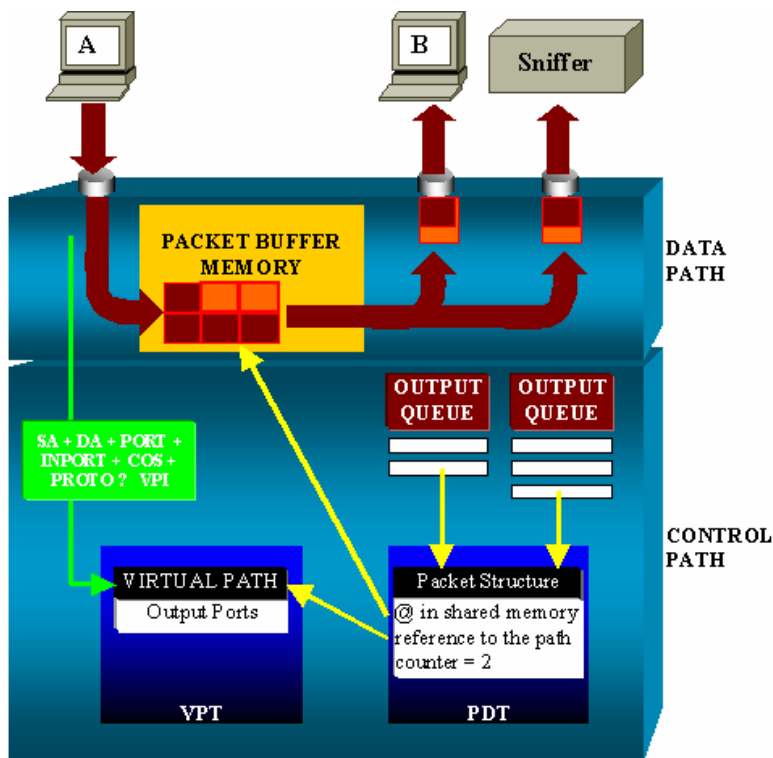 A
B
Sniffer
PACKET BUFFER
MEMORY
DATA
PATH
OUTPUT
QUEUE
OUTPUT
QUEUE
SA + DA + PORT +
INPORT + COS +
PROTO ? VPI
CONTROL
PATH
VIRTUAL PATH
Output Ports
VPT
Packet Structure
@ in shared memory
reference to the path
counter = 2
PDT